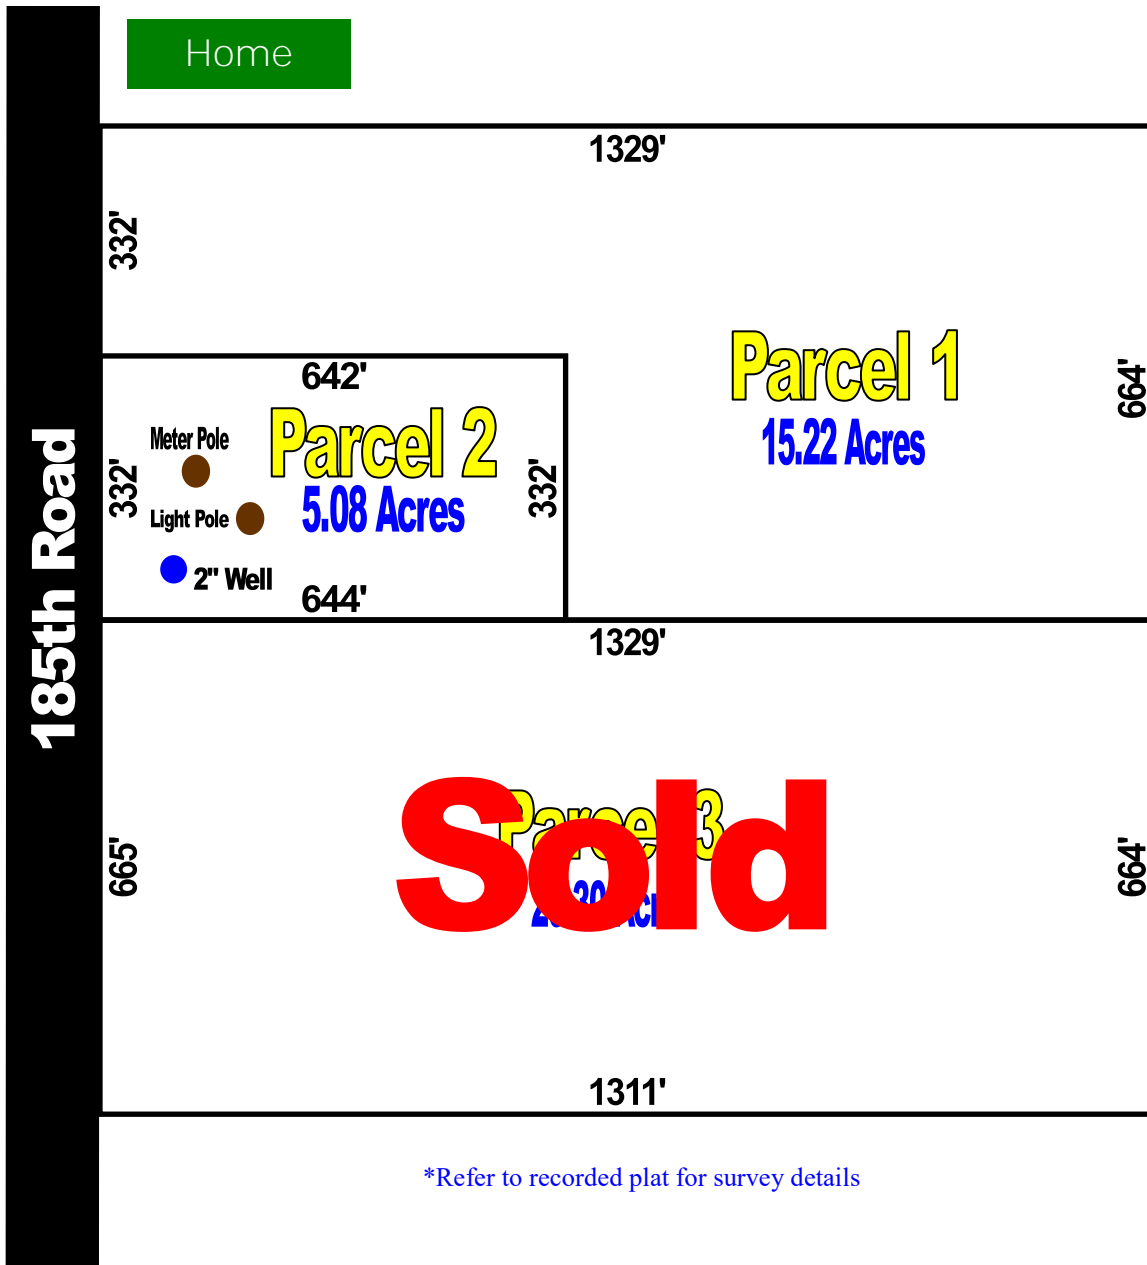 Home
1329'
332'
Parcel 1
15.22 Acres
664'
642'
Parcel 2
5.08 Acres
Meter Pole
332'
332'
Light Pole
2" Well
644'
185th Road
1329'
Parcel 3
Sold
665'
664'
1311'
*Refer to recorded plat for survey details